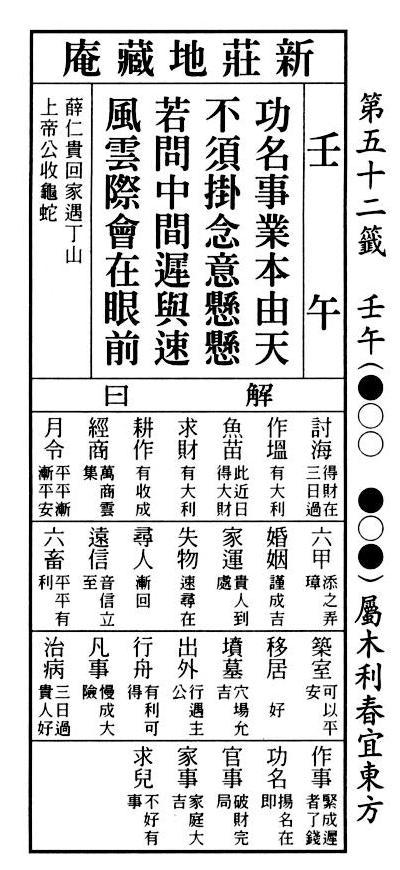 第五十二籤 壬午(●○○ ●○●)屬木利春宜東方
新莊地藏庵
壬午
功名事業本由天
不須掛念意懸懸
若問中間遲與速
風雲際會在眼前
薛仁貴回家遇丁山
上帝公收龜蛇
解曰
討海 得財在三日過
作塭 有大利
魚苗 此近日得大財
求財 有大利
耕作 有收成
經商 萬商雲集
月令 平平漸漸平安
六甲 添之弄璋
婚姻 謹成吉
家運 貴人到處
失物 速尋在
尋人 漸回
遠信 音信立至
六畜 平平有利
築室 可以平安
移居 好
墳墓 穴場允吉
出外 行遇主公
行舟 有利可得
凡事 慢成大險
治病 三日過貴人好
作事 緊成遲者了錢
功名 揚名在即
官事 破財完局
家事 家庭大吉
求兒 不好有事